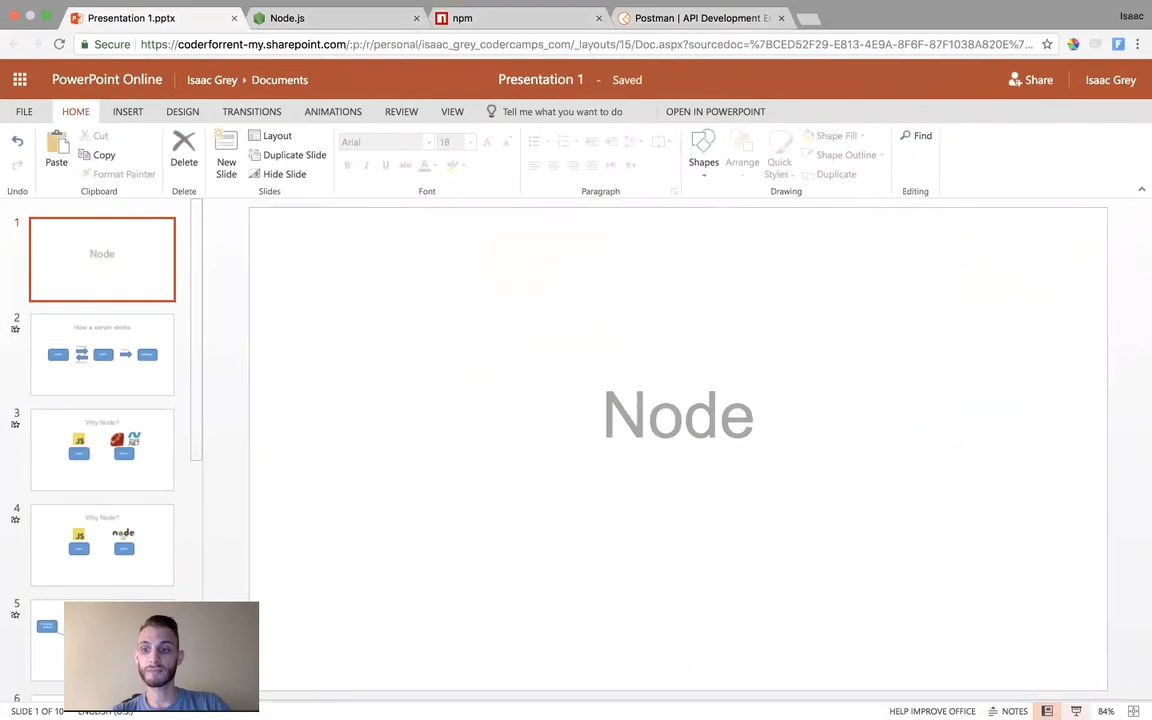 Presentation 1.pptx
Node.js
npm
Postman | API Development E
Isaac
Secure
https://coderforrent-my.sharepoint.com/:p:/r/personal/isaac_grey_codercamps_com/_layouts/15/Doc.aspx?sourcedoc=%7BCED52F29-E813-4E9A-8F6F-87F1038A820E%7...
PowerPoint Online
Isaac Grey ▸ Documents
Presentation 1 - Saved
Share
Isaac Grey
FILE HOME INSERT DESIGN TRANSITIONS ANIMATIONS REVIEW VIEW Tell me what you want to do OPEN IN POWERPOINT
Undo
Paste
Cut
Copy
Format Painter
Clipboard
Delete
Delete
New
Slide
Layout
Duplicate Slide
Hide Slide
Slides
Arial
18
B I U abc A
Font
Paragraph
Shapes
Arrange
Quick
Styles
Shape Fill
Shape Outline
Duplicate
Drawing
Find
Editing
1
Node
2
How a server works
3
Why Node?
JS
NET
4
Why Node?
JS
node
5
6
Node
SLIDE 1 OF 10
ENGLISH (U.S.)
HELP IMPROVE OFFICE
NOTES
84%